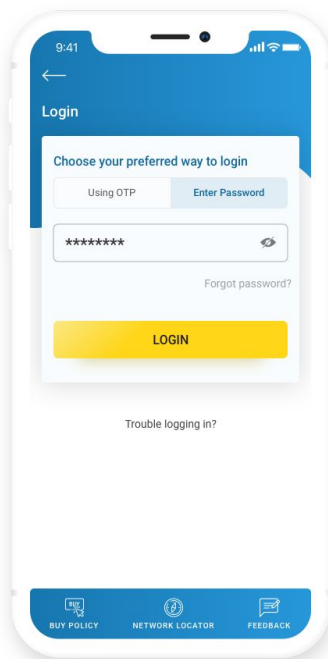 9:41
Login
Choose your preferred way to login
Using OTP Enter Password
********
Forgot password?
LOGIN
Trouble logging in?
BUY
BUY POLICY NETWORK LOCATOR FEEDBACK